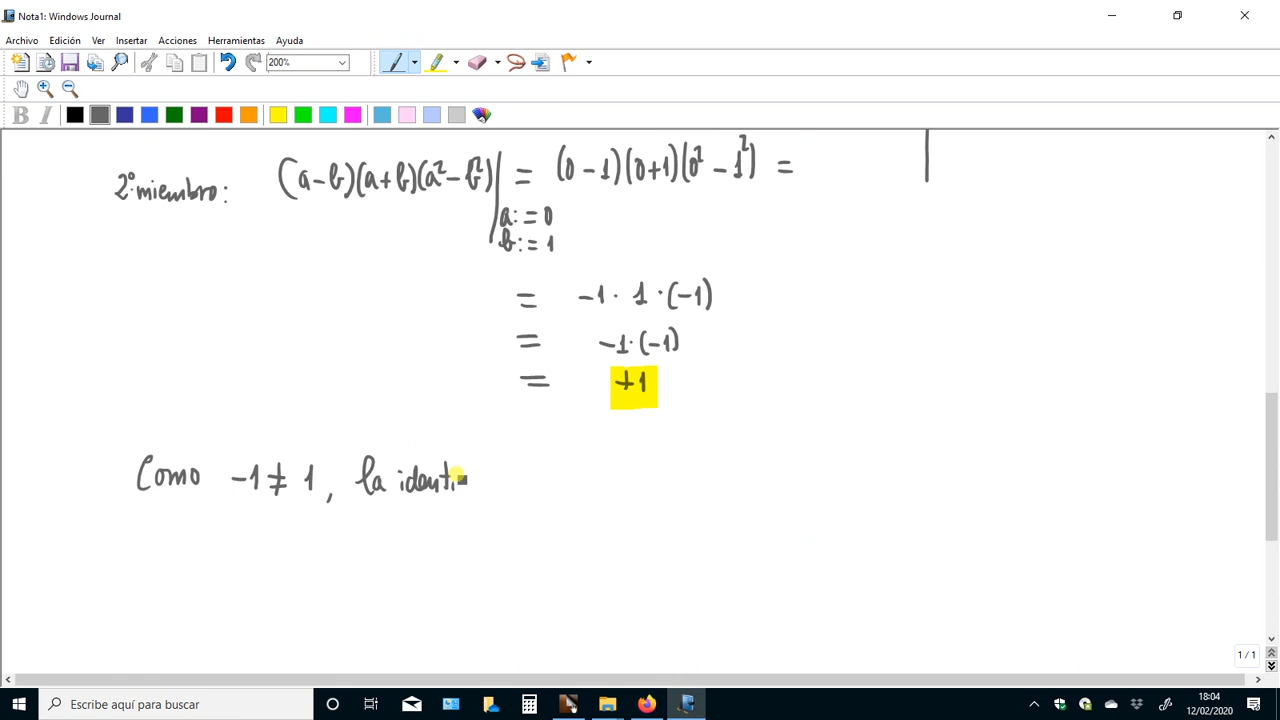 Nota1: Windows Journal
Archivo Edición Ver Insertar Acciones Herramientas Ayuda
200%
B I
2º miembro: (a-b)(a+b)(a²-b²)| = (0-1)(0+1)(0²-1²) =
a:=0
b:=1
= -1·1·(-1)
= -1·(-1)
= +1
Como -1≠1, la identi
1 / 1
Escribe aquí para buscar
18:04
12/02/2020